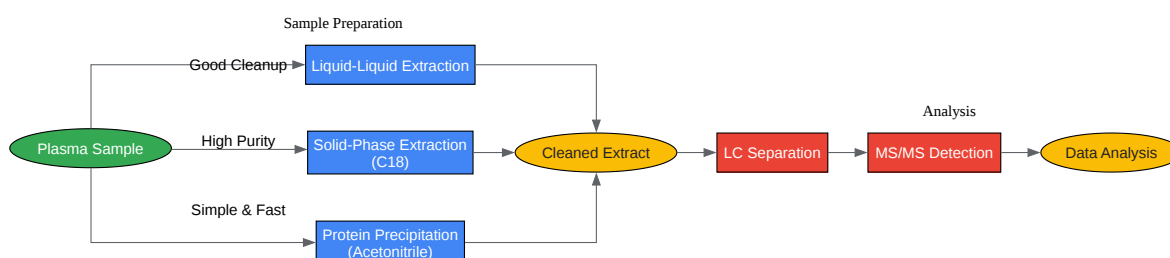 Sample Preparation
Good Cleanup
Liquid-Liquid Extraction
Analysis
Plasma Sample
High Purity
Solid-Phase Extraction
(C18)
Cleaned Extract
LC Separation
MS/MS Detection
Data Analysis
Simple & Fast
Protein Precipitation
(Acetonitrile)